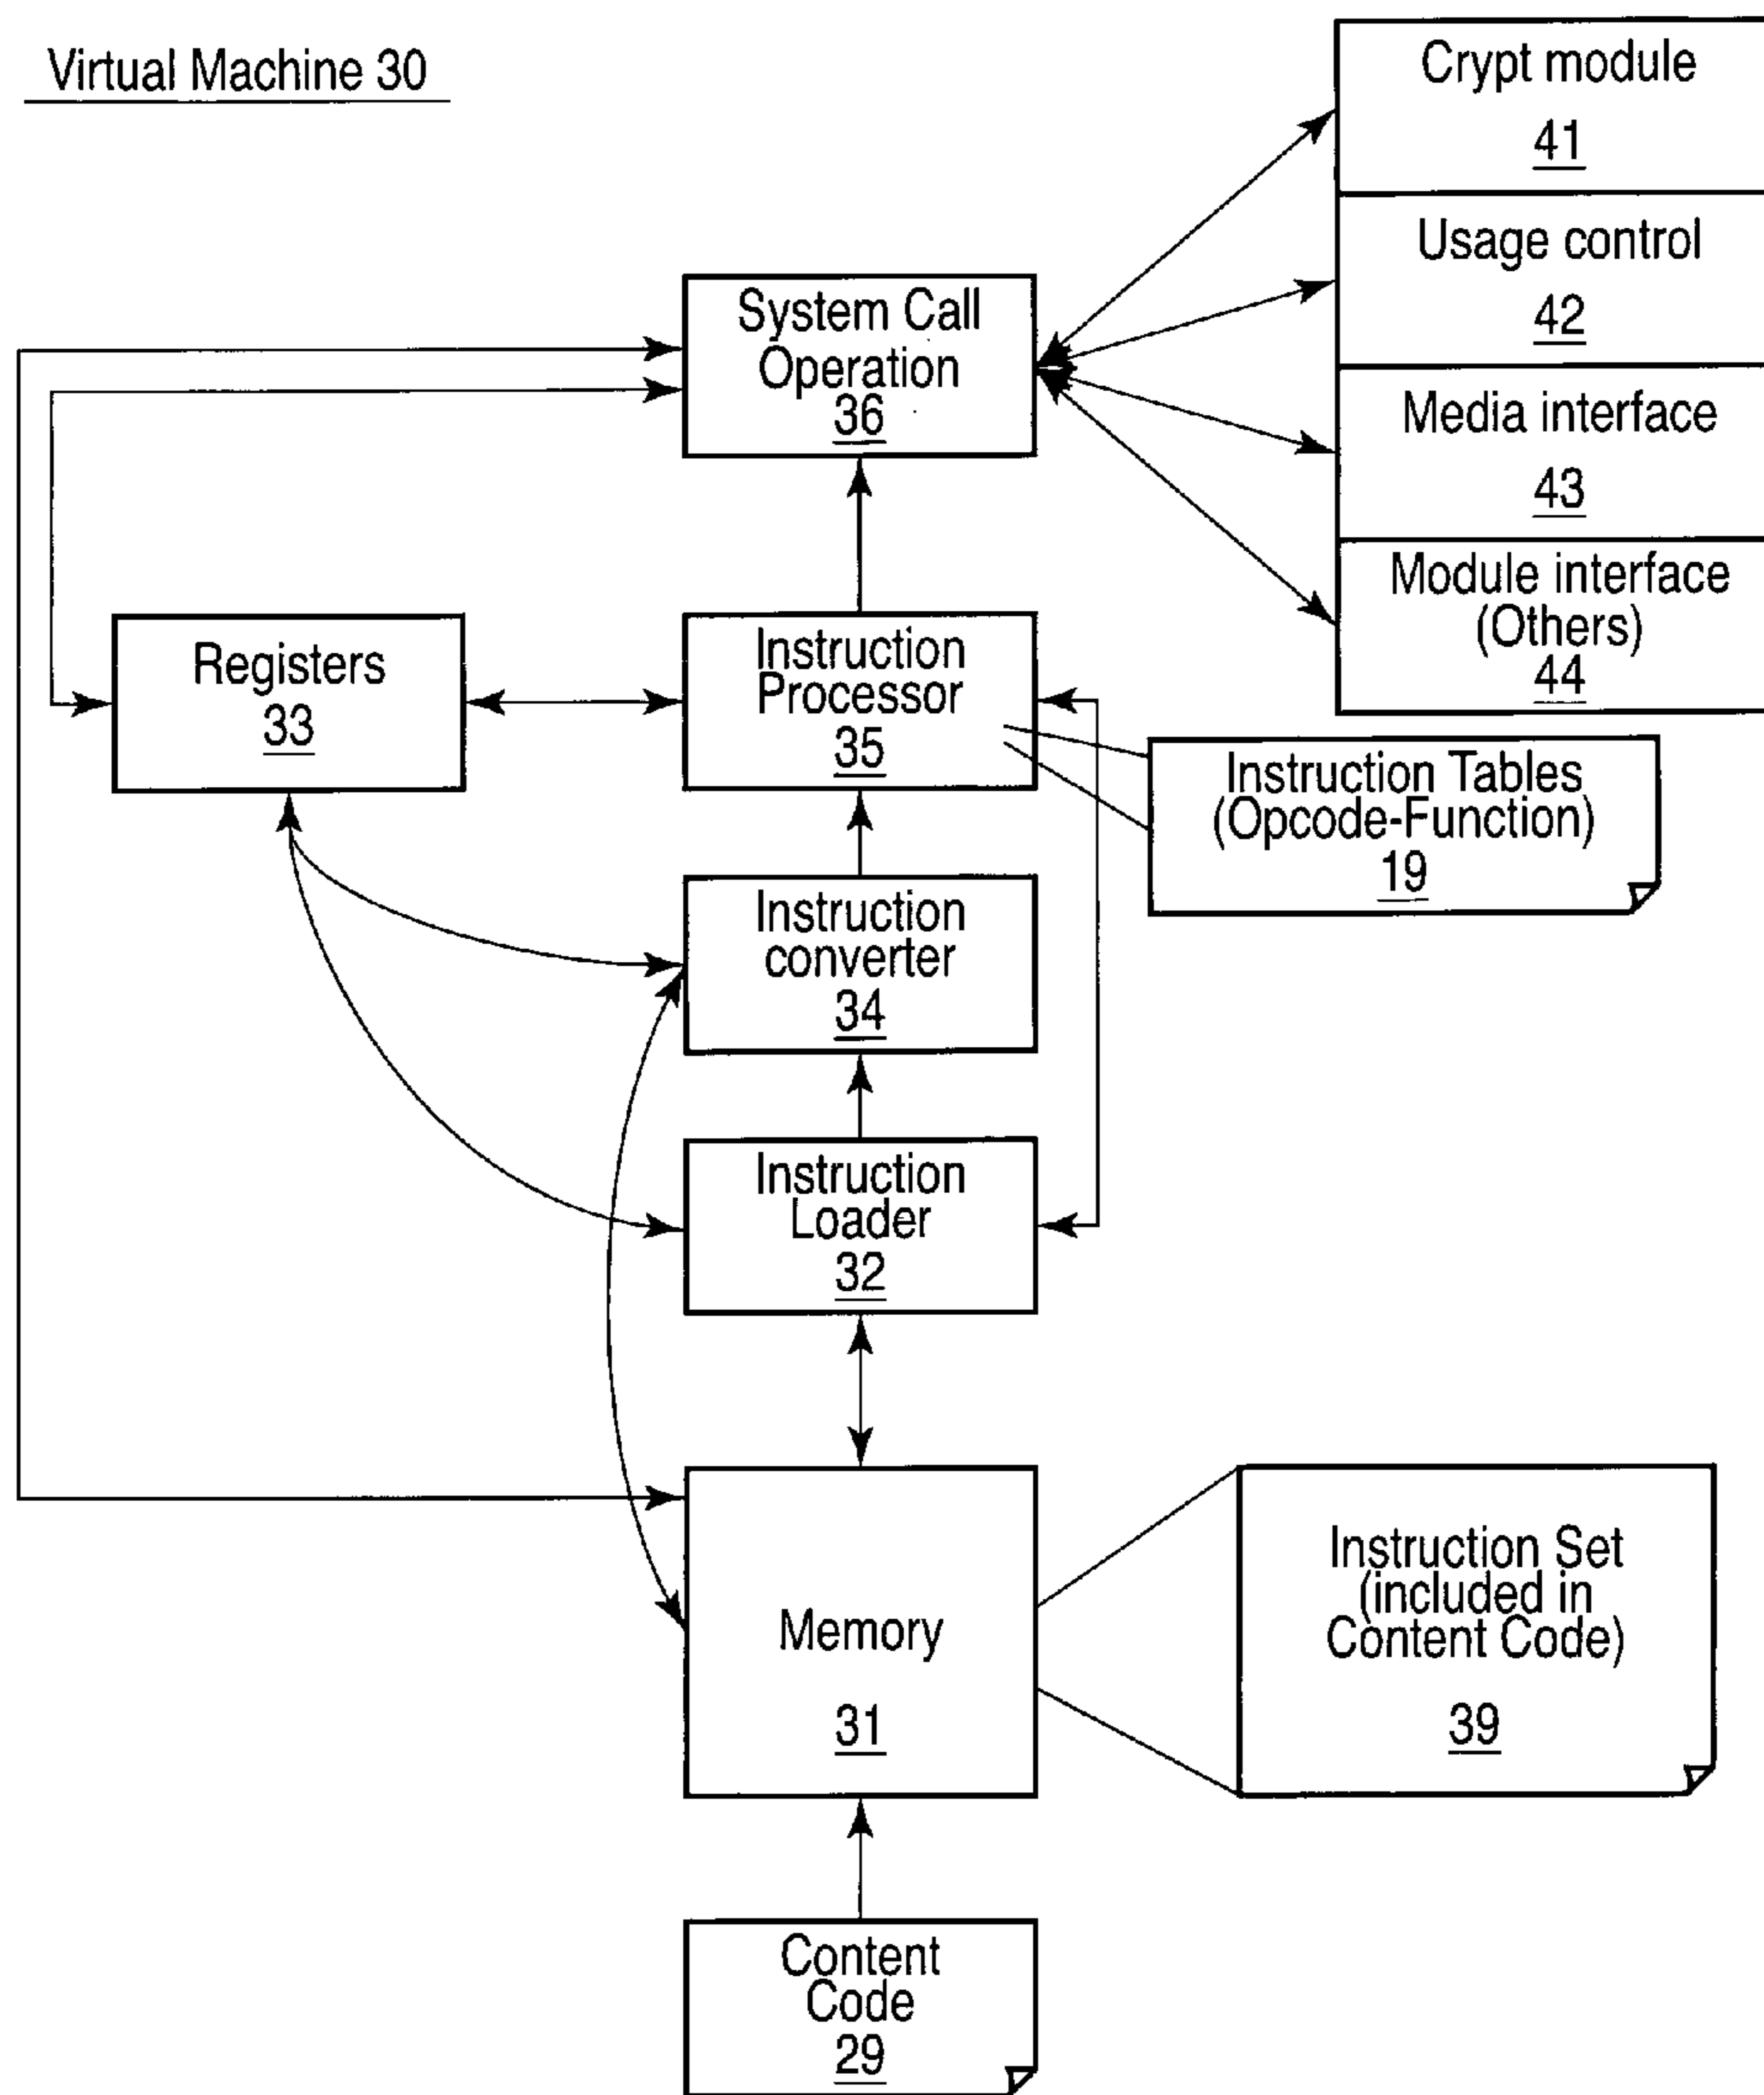 Virtual Machine 30
Crypt module
41
Usage control
42
Media interface
43
Module interface
(Others)
44
System Call
Operation
36
Registers
33
Instruction
Processor
35
Instruction Tables
(Opcode-Function)
19
Instruction
converter
34
Instruction
Loader
32
Memory
31
Instruction Set
(included in
Content Code)
39
Content
Code
29